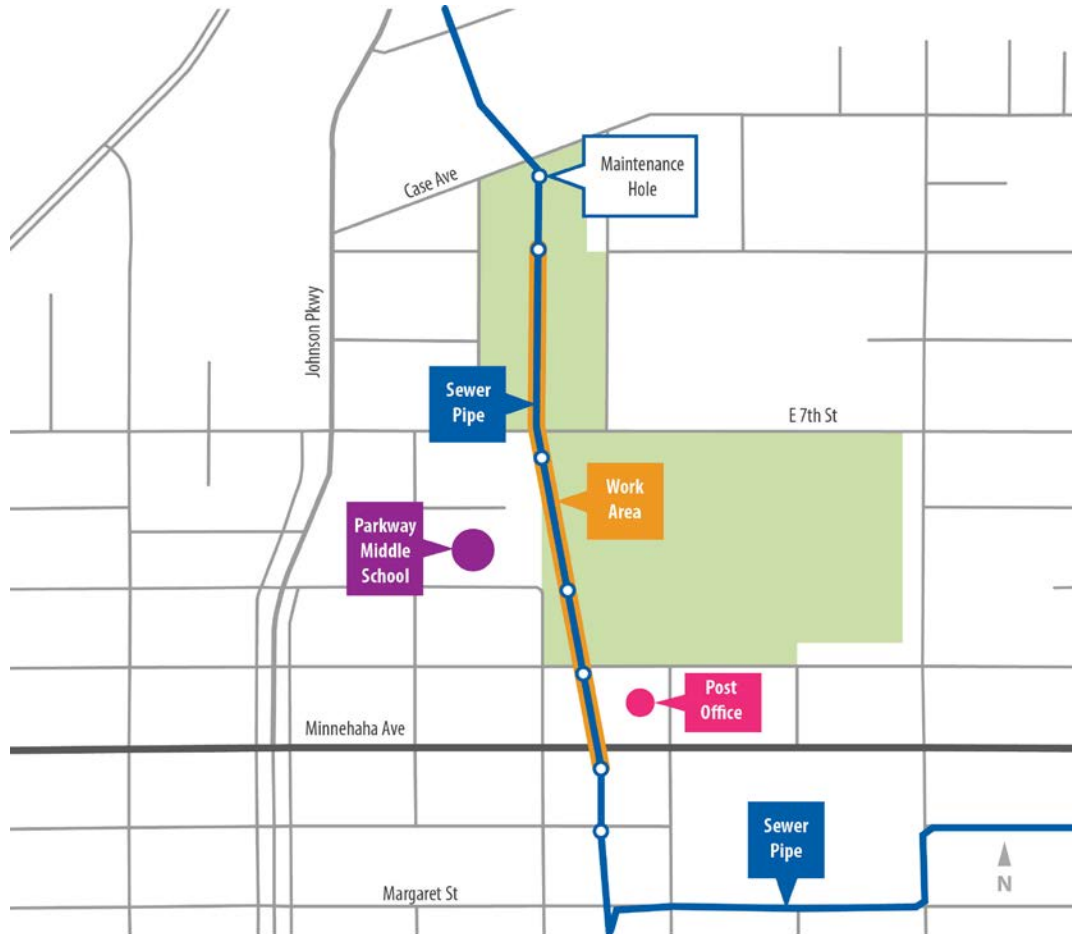 Maintenance
Hole
Case Ave
Johnson Pkwy
Sewer
Pipe
E 7th St
Work
Area
Parkway
Middle
School
Post
Office
Minnehaha Ave
Sewer
Pipe
N
Margaret St